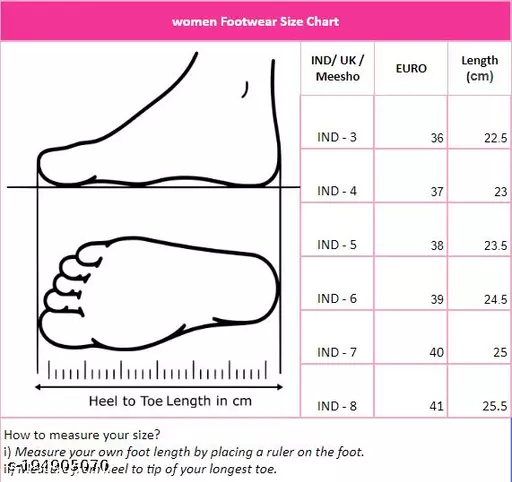 women Footwear Size Chart
IND/ UK / Meesho EURO Length (cm)
IND - 3 36 22.5
IND - 4 37 23
IND - 5 38 23.5
IND - 6 39 24.5
IND - 7 40 25
IND - 8 41 25.5
Heel to Toe Length in cm
How to measure your size?
i) Measure your own foot length by placing a ruler on the foot.
ii) Measure from heel to tip of your longest toe.
s-194905070